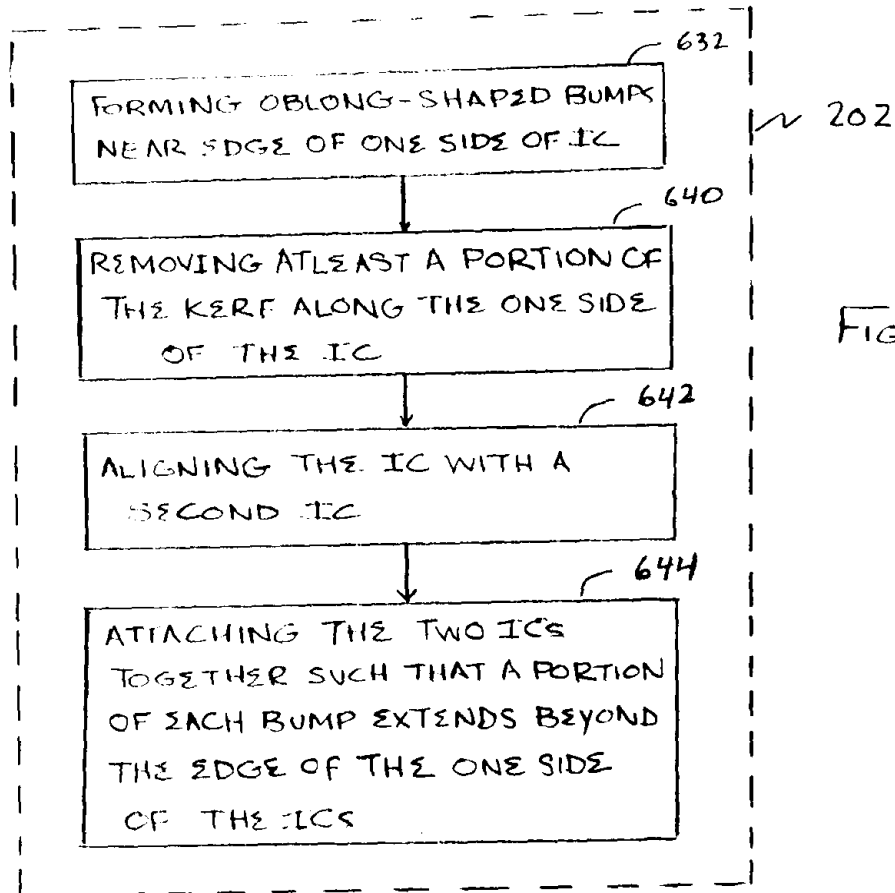 632
FORMING OBLONG-SHAPED BUMPS
NEAR EDGE OF ONE SIDE OF IC
202
640
REMOVING ATLEAST A PORTION OF
THE KERF ALONG THE ONE SIDE
OF THE IC
FIG
642
ALIGNING THE IC WITH A
SECOND IC
644
ATTACHING THE TWO ICs
TOGETHER SUCH THAT A PORTION
OF EACH BUMP EXTENDS BEYOND
THE EDGE OF THE ONE SIDE
OF THE ICs